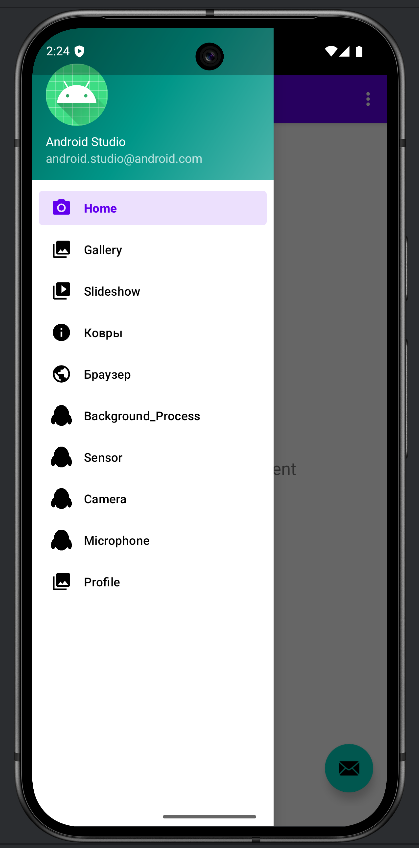 2:24
Android Studio
android.studio@android.com
Home
Gallery
Slideshow
Ковры
Браузер
Background_Process
ent
Sensor
Camera
Microphone
Profile